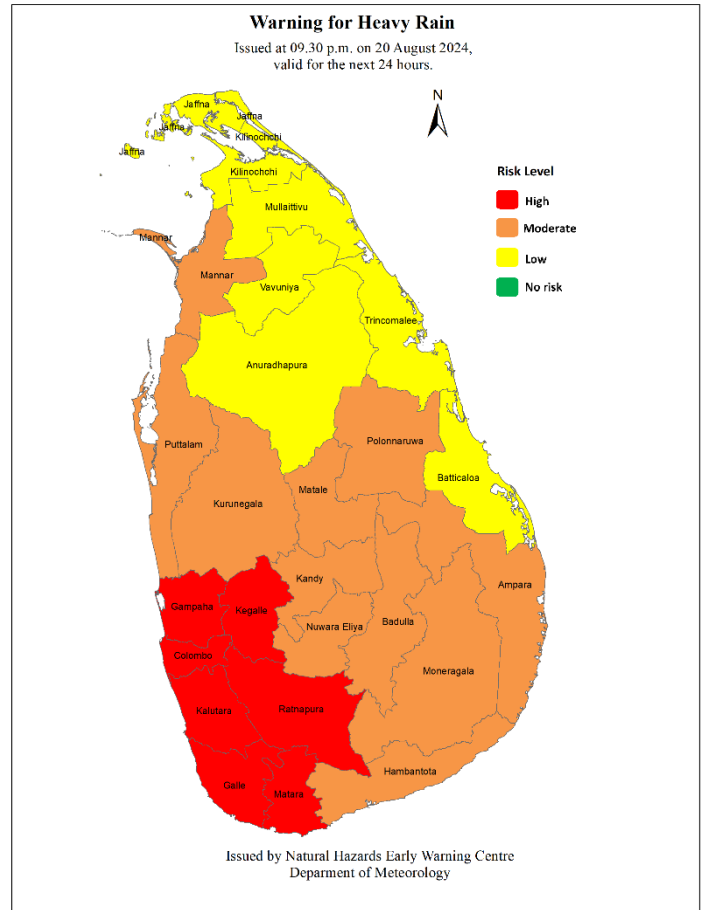 Warning for Heavy Rain
Issued at 09.30 p.m. on 20 August 2024,
valid for the next 24 hours.
N
Jaffna
Jaffna
Jaffna
Kilinochchi
Jaffna
Kilinochchi
Risk Level
High
Moderate
Low
No risk
Mullaittivu
Mannar
Mannar
Vavuniya
Trincomalee
Anuradhapura
Puttalam
Polonnaruwa
Batticaloa
Matale
Kurunegala
Kandy
Ampara
Gampaha
Kegalle
Nuwara Eliya
Badulla
Colombo
Moneragala
Kalutara
Ratnapura
Hambantota
Galle
Matara
Issued by Natural Hazards Early Warning Centre
Deparment of Meteorology